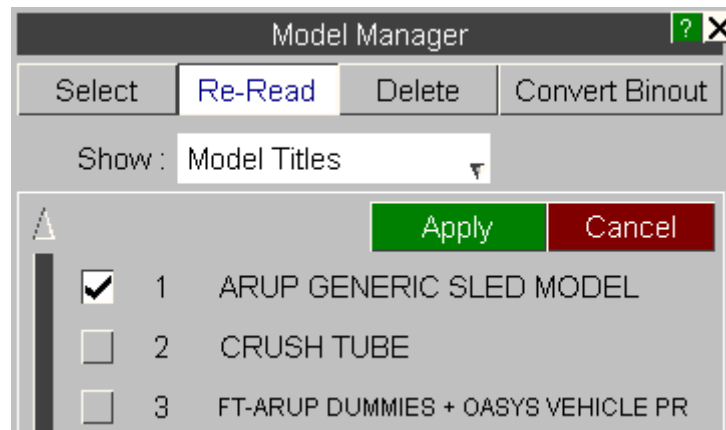 Model Manager ? X
Select Re-Read Delete Convert Binout
Show : Model Titles
Apply Cancel
1 ARUP GENERIC SLED MODEL
2 CRUSH TUBE
3 FT-ARUP DUMMIES + OASYS VEHICLE PR